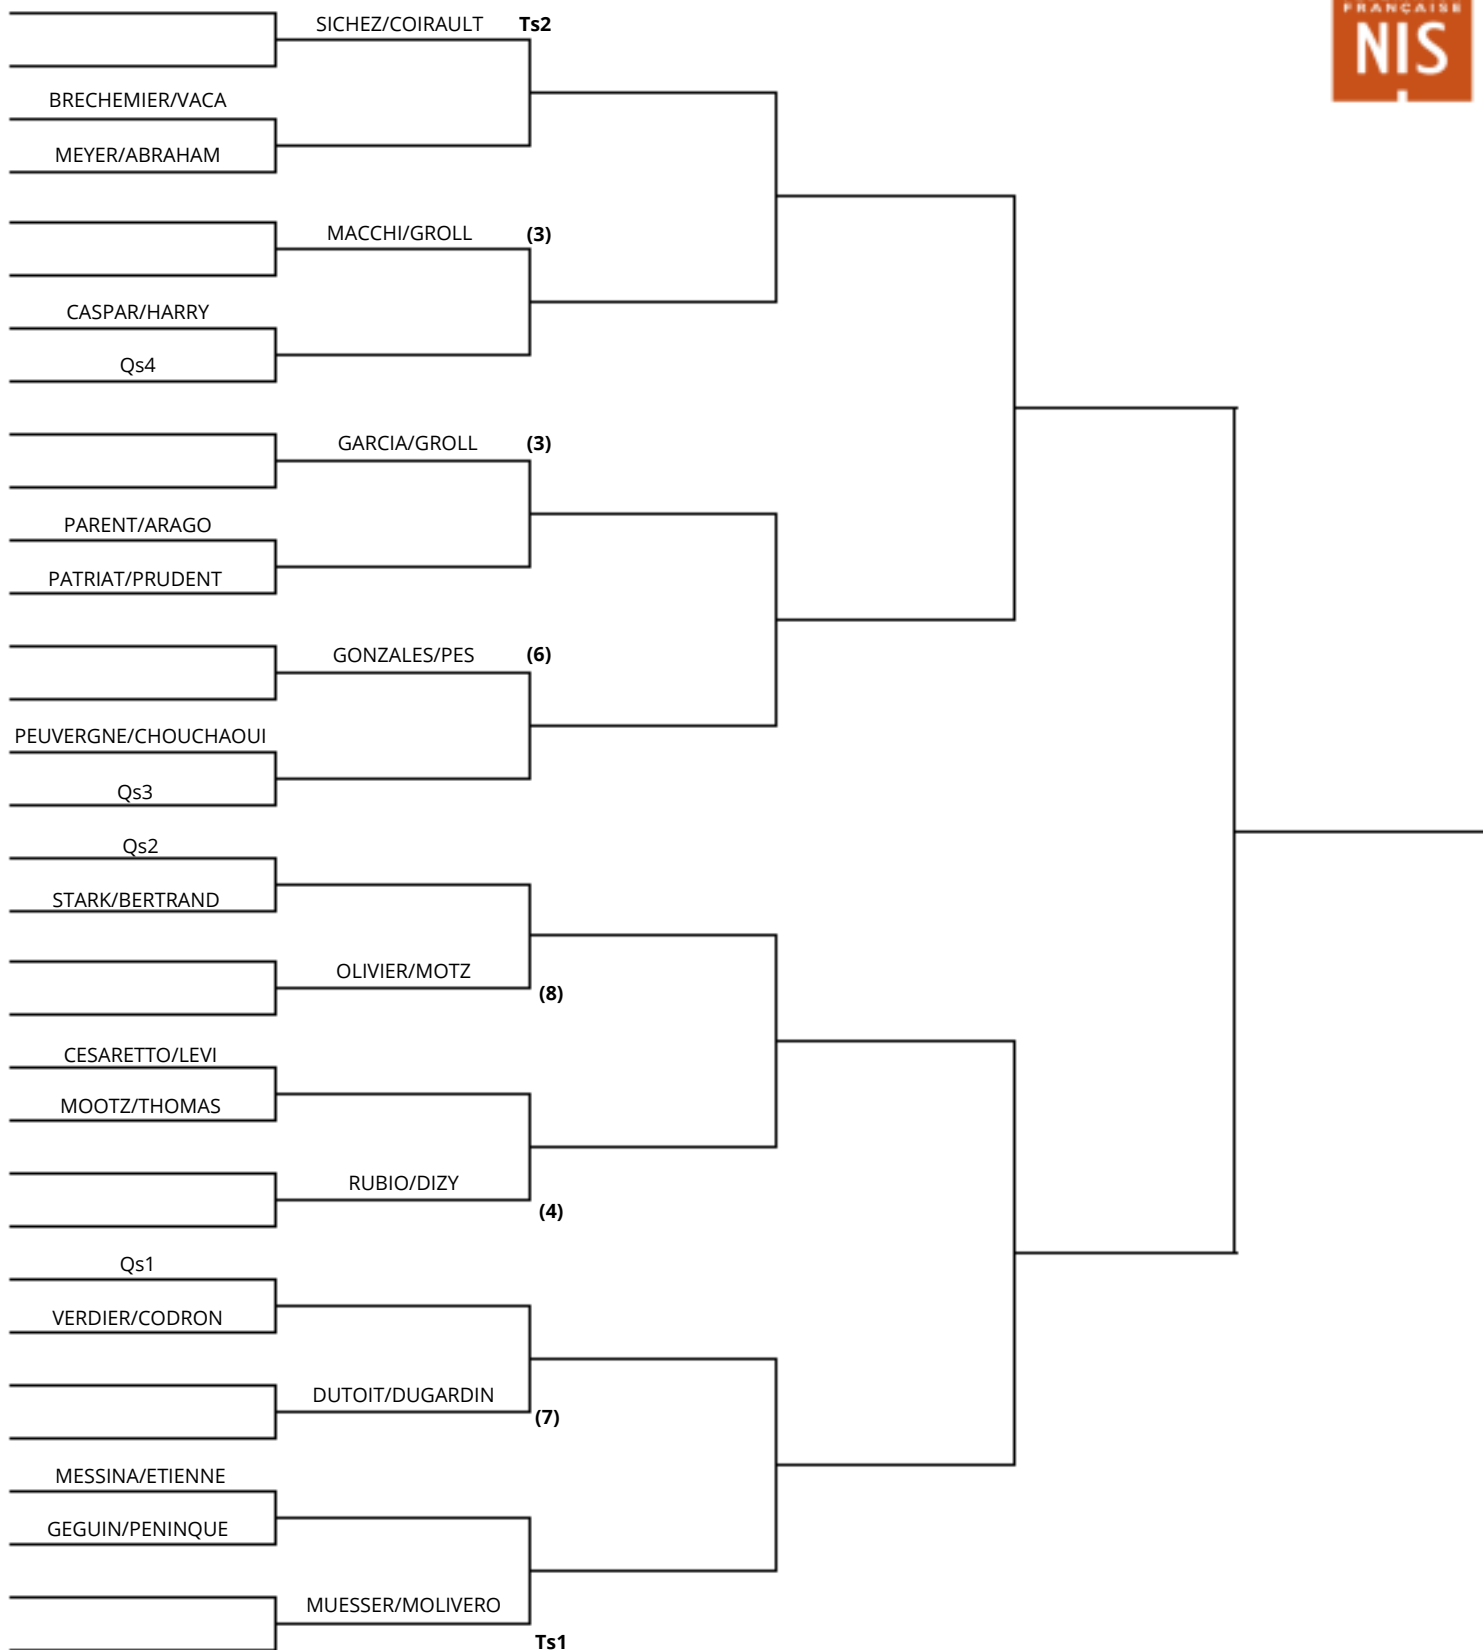 FRANÇAISE
NIS
SICHEZ/COIRAULT Ts2
BRECHEMIER/VACA
MEYER/ABRAHAM
MACCHI/GROLL (3)
CASPAR/HARRY
Qs4
GARCIA/GROLL (3)
PARENT/ARAGO
PATRIAT/PRUDENT
GONZALES/PES (6)
PEUVERGNE/CHOUCHAOUI
Qs3
Qs2
STARK/BERTRAND
OLIVIER/MOTZ
(8)
CESARETTO/LEVI
MOOTZ/THOMAS
RUBIO/DIZY
(4)
Qs1
VERDIER/CODRON
DUTOIT/DUGARDIN
(7)
MESSINA/ETIENNE
GEGUIN/PENINQUE
MUESSER/MOLIVERO
Ts1